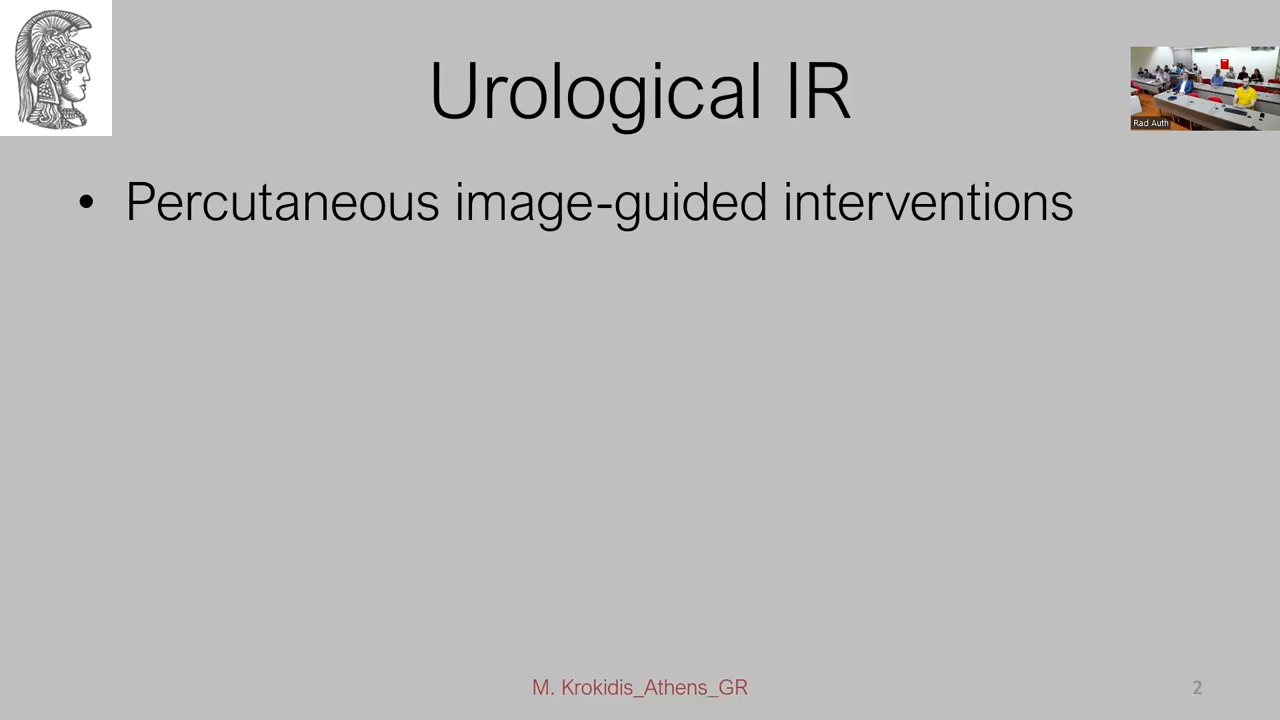 Urological IR
Rad Auth
• Percutaneous image-guided interventions
M. Krokidis_Athens_GR
2